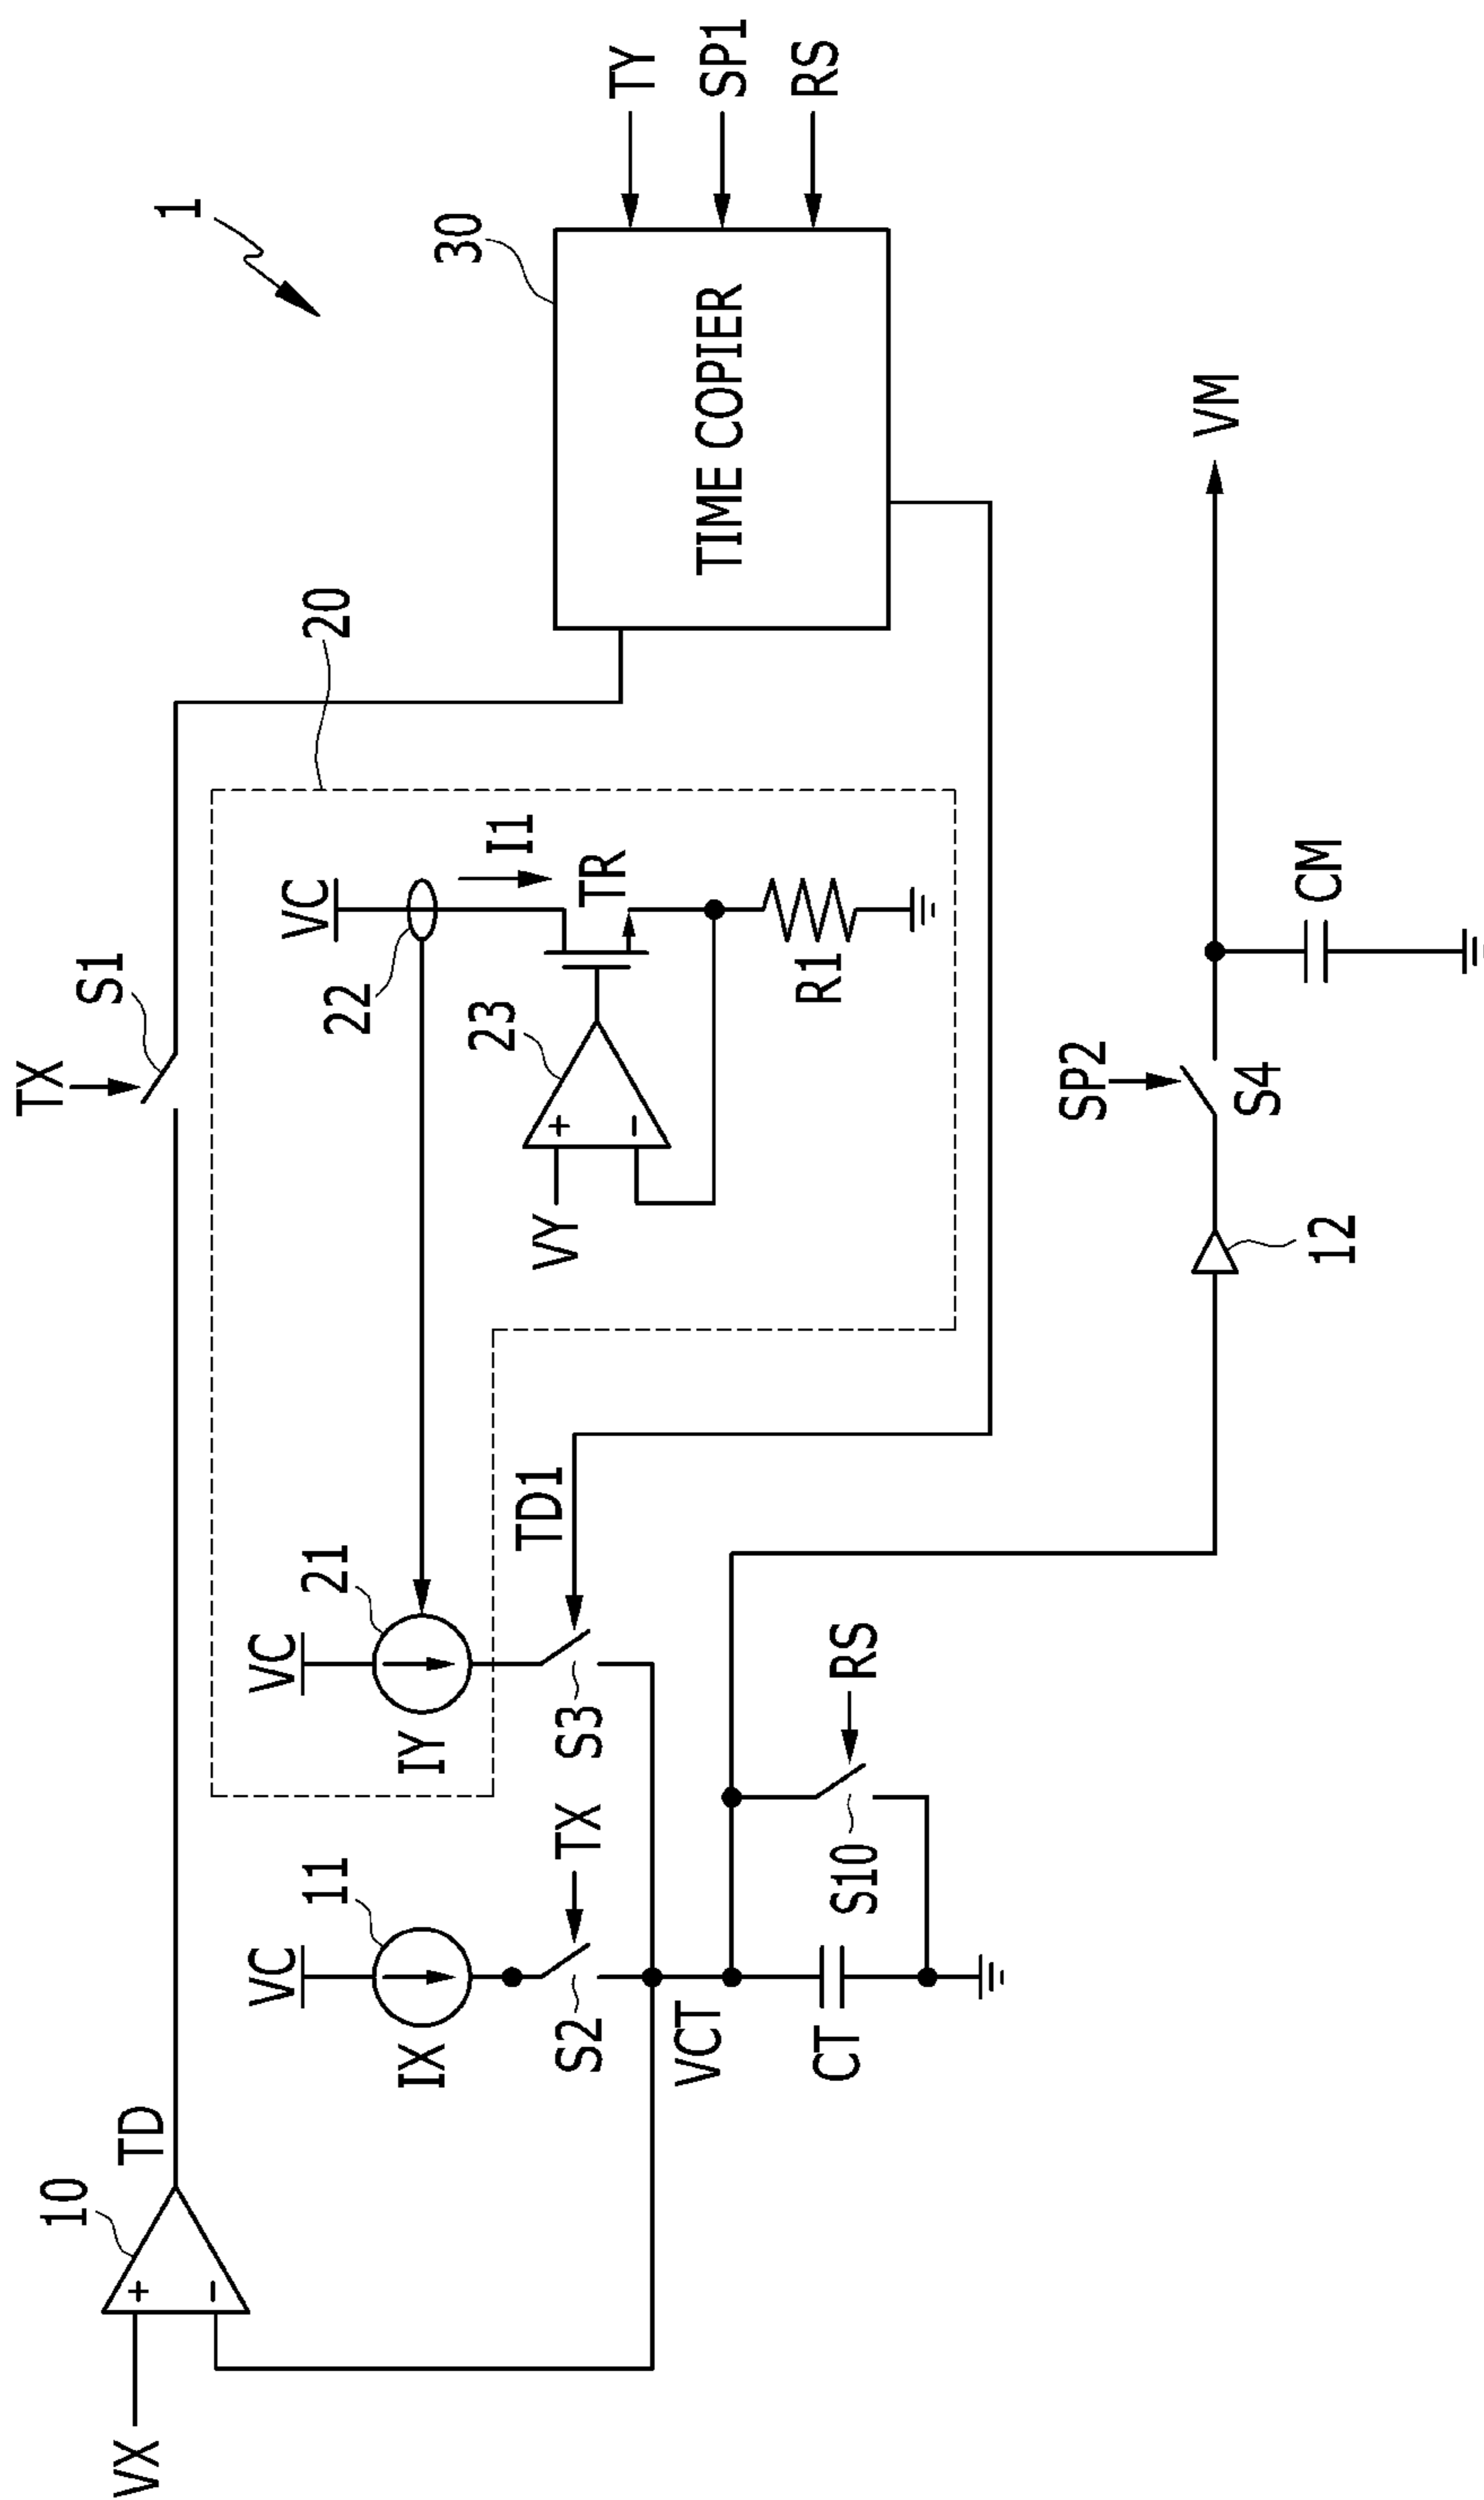 1
TX
S1
20
30
TY
SP1
RS
TIME COPIER
10
TD
VX
+
-
VC
11
IX
S2
TX
VC
21
IY
S3
TD1
VC
22
I1
TR
23
+
-
VY
R1
VCT
CT
S10
RS
12
SP2
S4
CM
VM